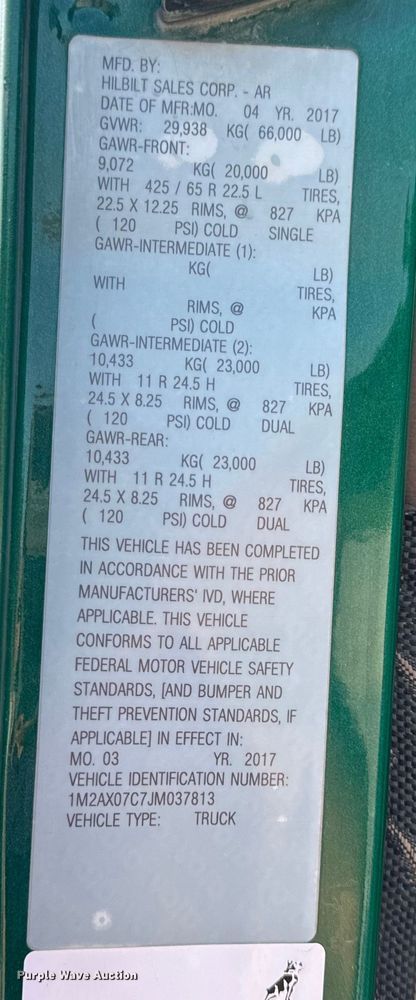 MFD. BY:
HILBILT SALES CORP. - AR
DATE OF MFR:MO. 04 YR. 2017
GVWR: 29,938 KG( 66,000 LB)
GAWR-FRONT:
9,072 KG( 20,000 LB)
WITH 425 / 65 R 22.5 L TIRES,
22.5 X 12.25 RIMS, @ 827 KPA
( 120 PSI) COLD SINGLE
GAWR-INTERMEDIATE (1):
KG( LB)
WITH TIRES,
RIMS, @ KPA
( PSI) COLD
GAWR-INTERMEDIATE (2):
10,433 KG( 23,000 LB)
WITH 11 R 24.5 H TIRES,
24.5 X 8.25 RIMS, @ 827 KPA
( 120 PSI) COLD DUAL
GAWR-REAR:
10,433 KG( 23,000 LB)
WITH 11 R 24.5 H TIRES,
24.5 X 8.25 RIMS, @ 827 KPA
( 120 PSI) COLD DUAL
THIS VEHICLE HAS BEEN COMPLETED
IN ACCORDANCE WITH THE PRIOR
MANUFACTURERS' IVD, WHERE
APPLICABLE. THIS VEHICLE
CONFORMS TO ALL APPLICABLE
FEDERAL MOTOR VEHICLE SAFETY
STANDARDS, [AND BUMPER AND
THEFT PREVENTION STANDARDS, IF
APPLICABLE] IN EFFECT IN:
MO. 03 YR. 2017
VEHICLE IDENTIFICATION NUMBER:
1M2AX07C7JM037813
VEHICLE TYPE: TRUCK
Purple Wave Auction